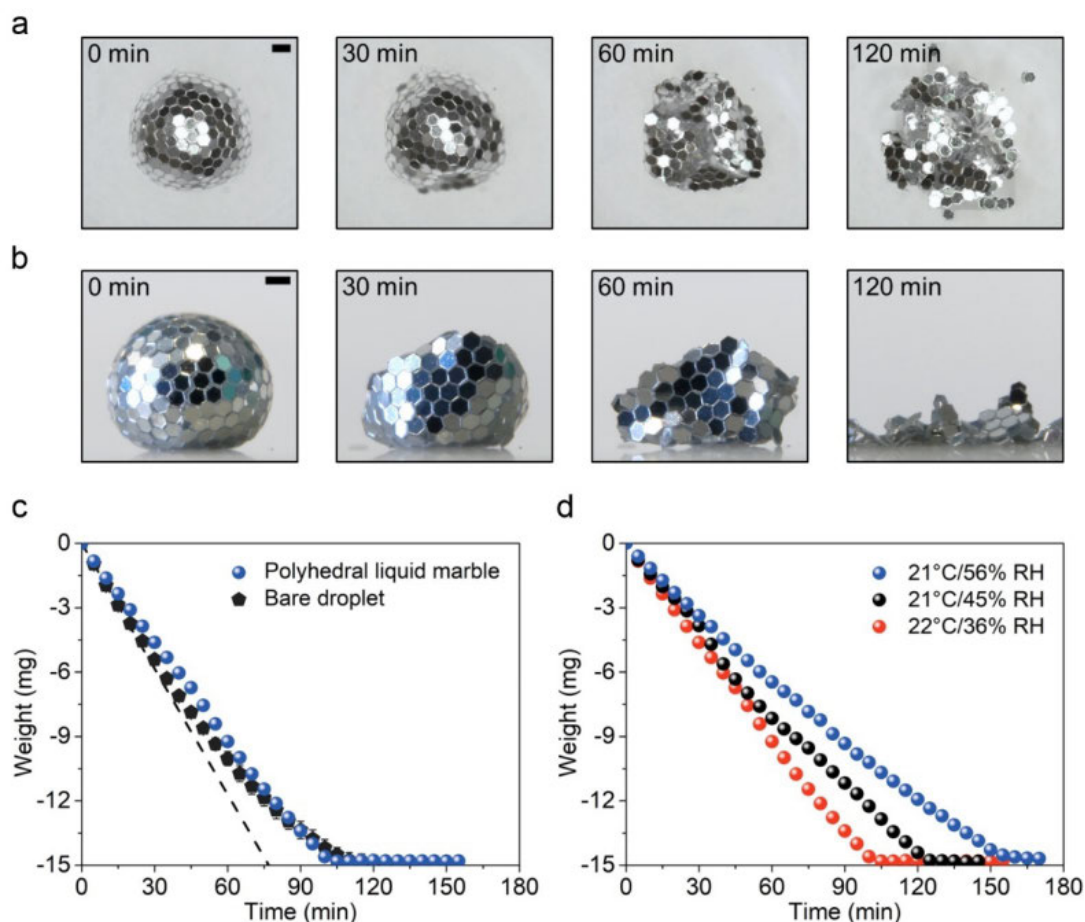 a
0 min
30 min
60 min
120 min
b
0 min
30 min
60 min
120 min
c
Polyhedral liquid marble
Bare droplet
0
-3
-6
-9
-12
-15
Weight (mg)
0 30 60 90 120 150 180
Time (min)
d
21°C/56% RH
21°C/45% RH
22°C/36% RH
0
-3
-6
-9
-12
-15
Weight (mg)
0 30 60 90 120 150 180
Time (min)